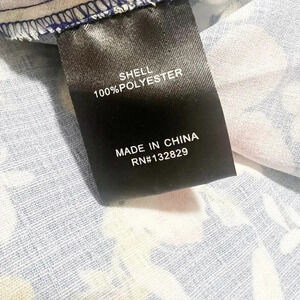 SHELL
100%POLYESTER
MADE IN CHINA
RN#132829